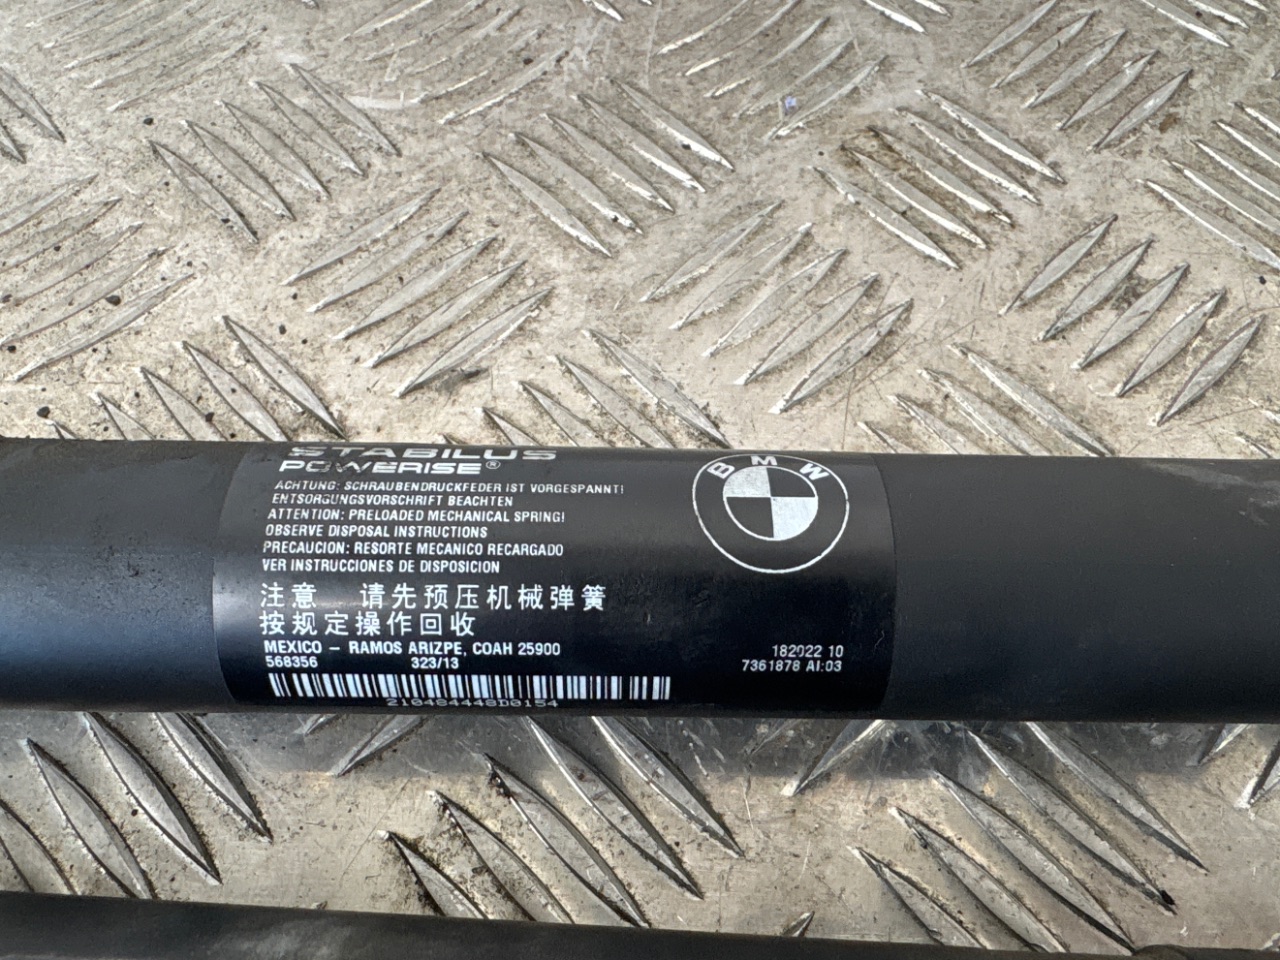 STABILUS
POWERISE®
ACHTUNG: SCHRAUBENDRUCKFEDER IST VORGESPANNT!
ENTSORGUNGSVORSCHRIFT BEACHTEN
ATTENTION: PRELOADED MECHANICAL SPRING!
OBSERVE DISPOSAL INSTRUCTIONS
PRECAUCION: RESORTE MECANICO RECARGADO
VER INSTRUCCIONES DE DISPOSICION
注意 请先预压机械弹簧
按规定操作回收
MEXICO - RAMOS ARIZPE, COAH 25900
568356 323/13
210484448D0154
BMW
182022 10
7361878 AI:03